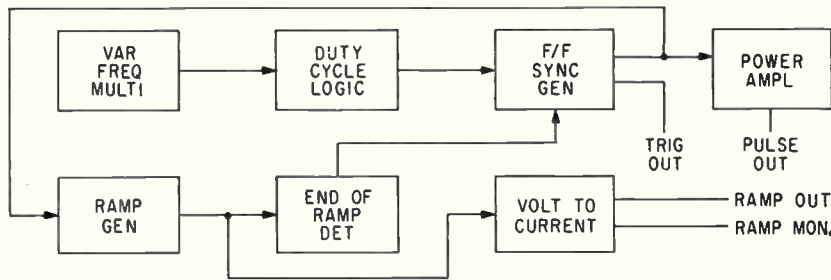 VAR
FREQ
MULTI
DUTY
CYCLE
LOGIC
F/F
SYNC
GEN
POWER
AMPL
TRIG
OUT
PULSE
OUT
RAMP
GEN
END OF
RAMP
DET
VOLT TO
CURRENT
RAMP OUT
RAMP MON.